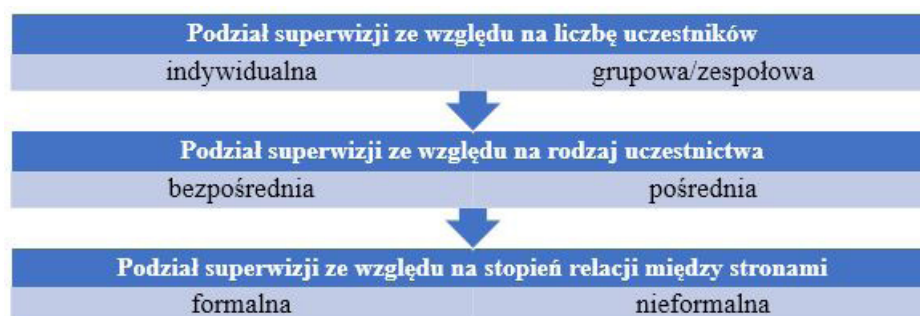 Podział superwizji ze względu na liczbę uczestników
indywidualna grupowa/zespołowa
Podział superwizji ze względu na rodzaj uczestnictwa
bezpośrednia pośrednia
Podział superwizji ze względu na stopień relacji między stronami
formalna nieformalna